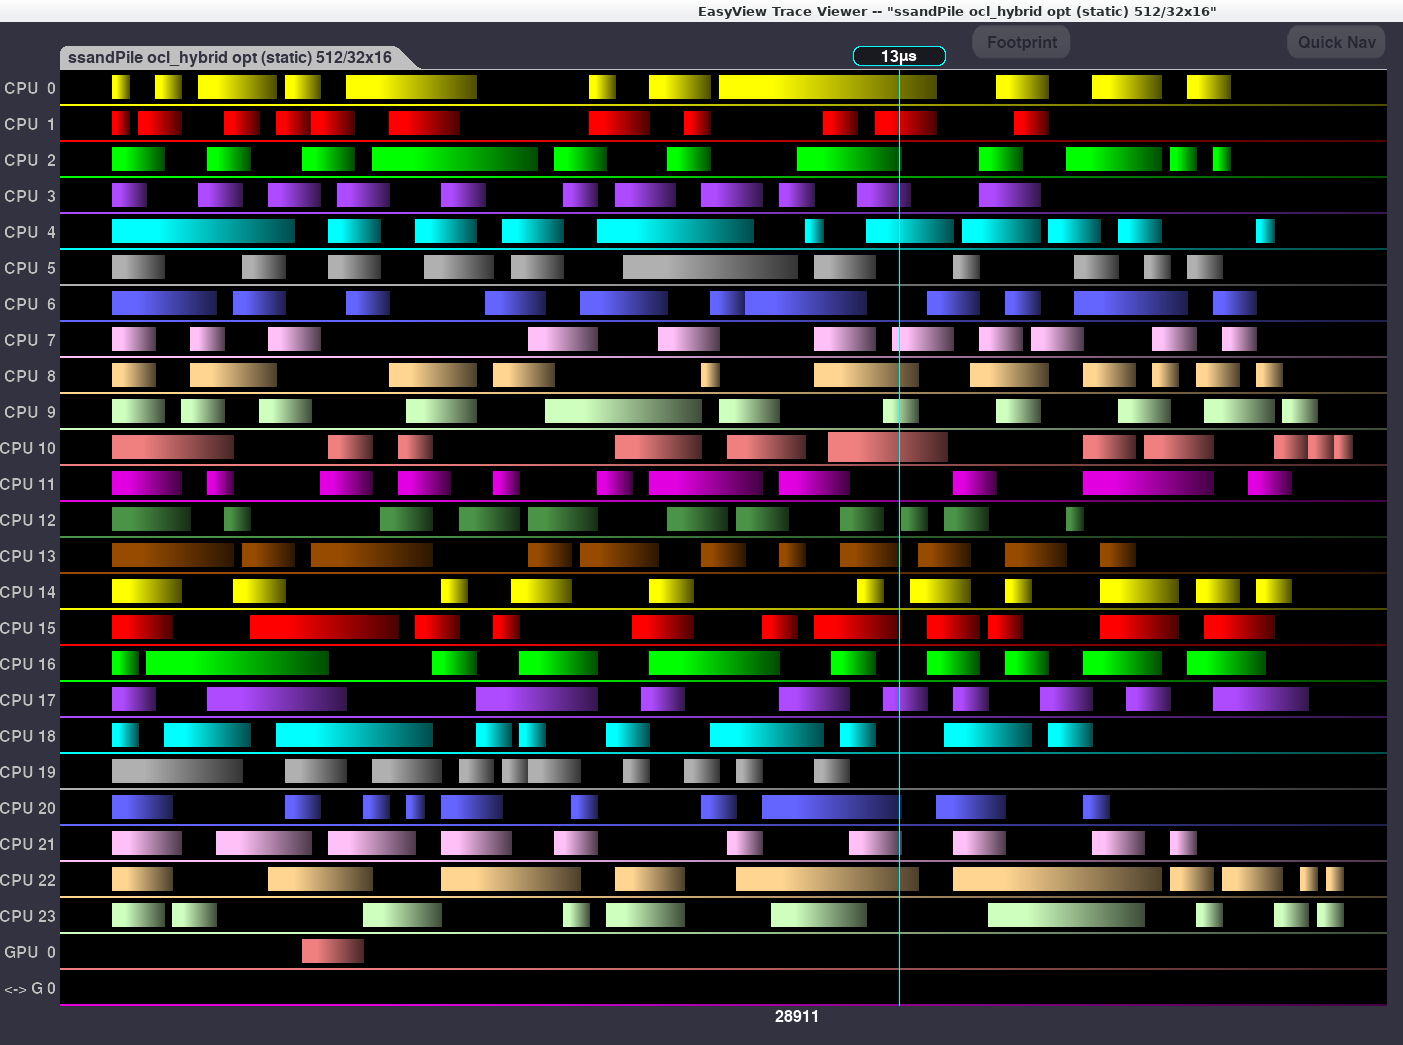 EasyView Trace Viewer -- "ssandPile ocl_hybrid opt (static) 512/32x16"
Footprint
Quick Nav
ssandPile ocl_hybrid opt (static) 512/32x16
13µs
CPU 0
CPU 1
CPU 2
CPU 3
CPU 4
CPU 5
CPU 6
CPU 7
CPU 8
CPU 9
CPU 10
CPU 11
CPU 12
CPU 13
CPU 14
CPU 15
CPU 16
CPU 17
CPU 18
CPU 19
CPU 20
CPU 21
CPU 22
CPU 23
GPU 0
<-> G 0
28911